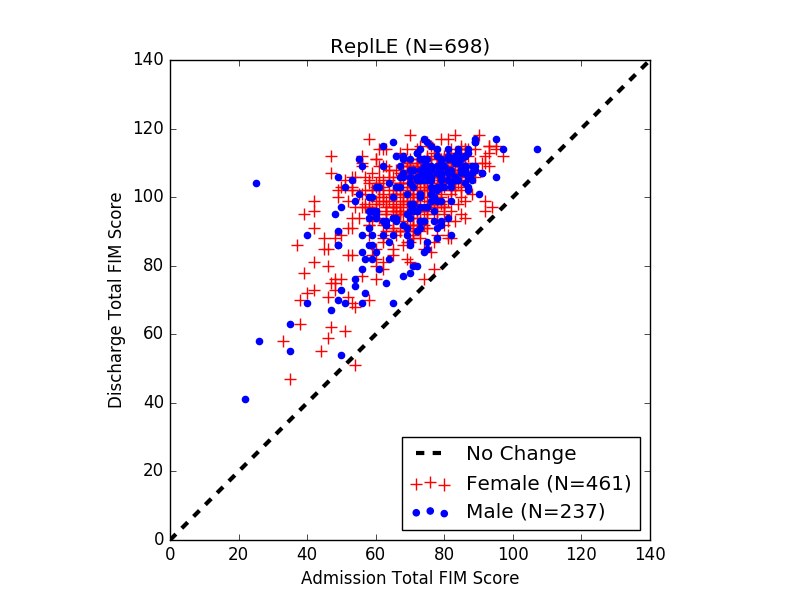 ReplLE (N=698)
140
120
100
80
60
40
20
0
Discharge Total FIM Score
No Change
Female (N=461)
Male (N=237)
0 20 40 60 80 100 120 140
Admission Total FIM Score